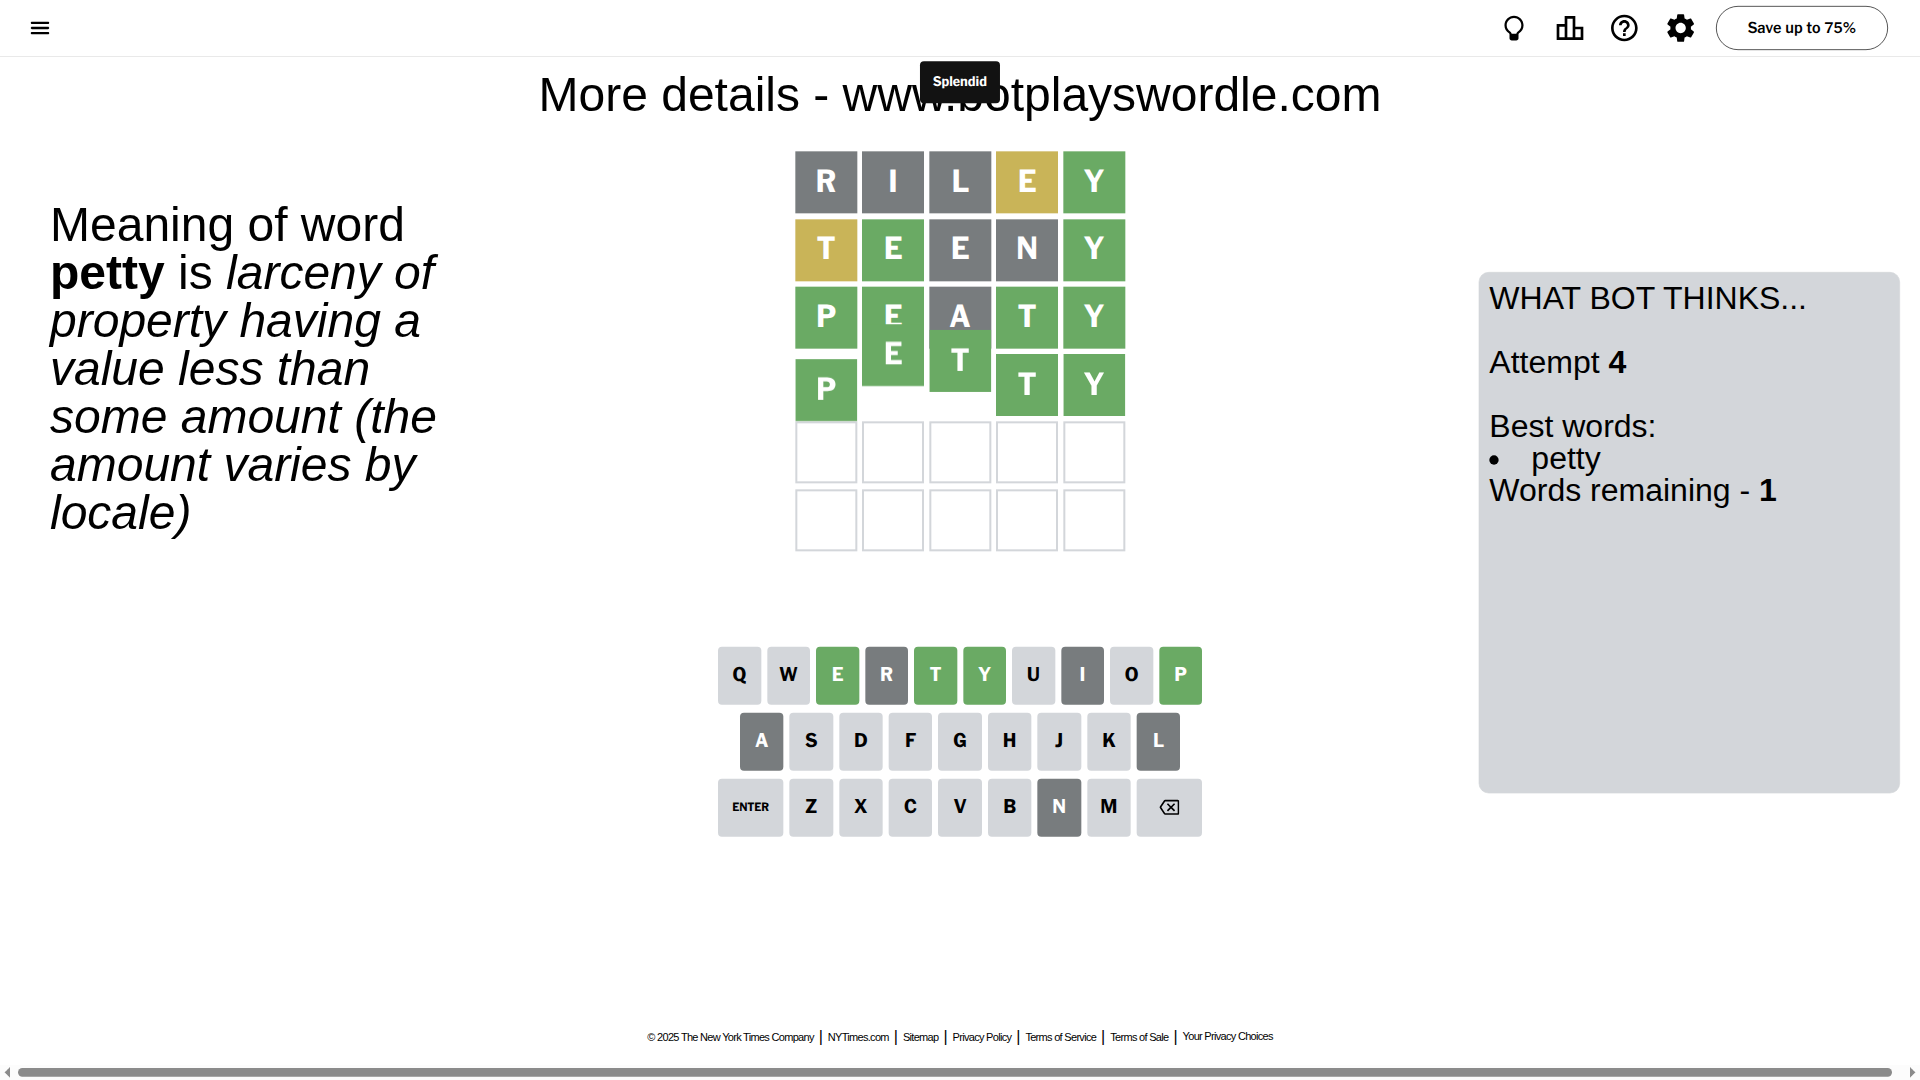 Save up to 75%
Splendid
More details - www.botplayswordle.com
Meaning of word
petty is larceny of
property having a
value less than
some amount (the
amount varies by
locale)
R I L E Y
T E E N Y
P E A T Y
P E T T Y
WHAT BOT THINKS...
Attempt 4
Best words:
• petty
Words remaining - 1
Q W E R T Y U I O P
A S D F G H J K L
ENTER Z X C V B N M
© 2025 The New York Times Company | NYTimes.com | Sitemap | Privacy Policy | Terms of Service | Terms of Sale | Your Privacy Choices